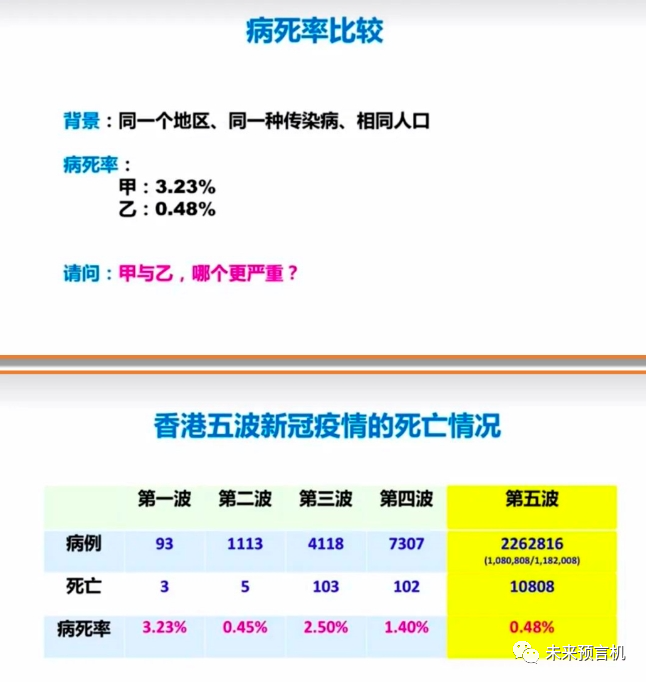 病死率比较
背景：同一个地区、同一种传染病、相同人口
病死率：
甲：3.23%
乙：0.48%
请问：甲与乙，哪个更严重？
香港五波新冠疫情的死亡情况
第一波 第二波 第三波 第四波 第五波
病例 93 1113 4118 7307 2262816
(1,080,808/1,182,008)
死亡 3 5 103 102 10808
病死率 3.23% 0.45% 2.50% 1.40% 0.48%
未来预言机